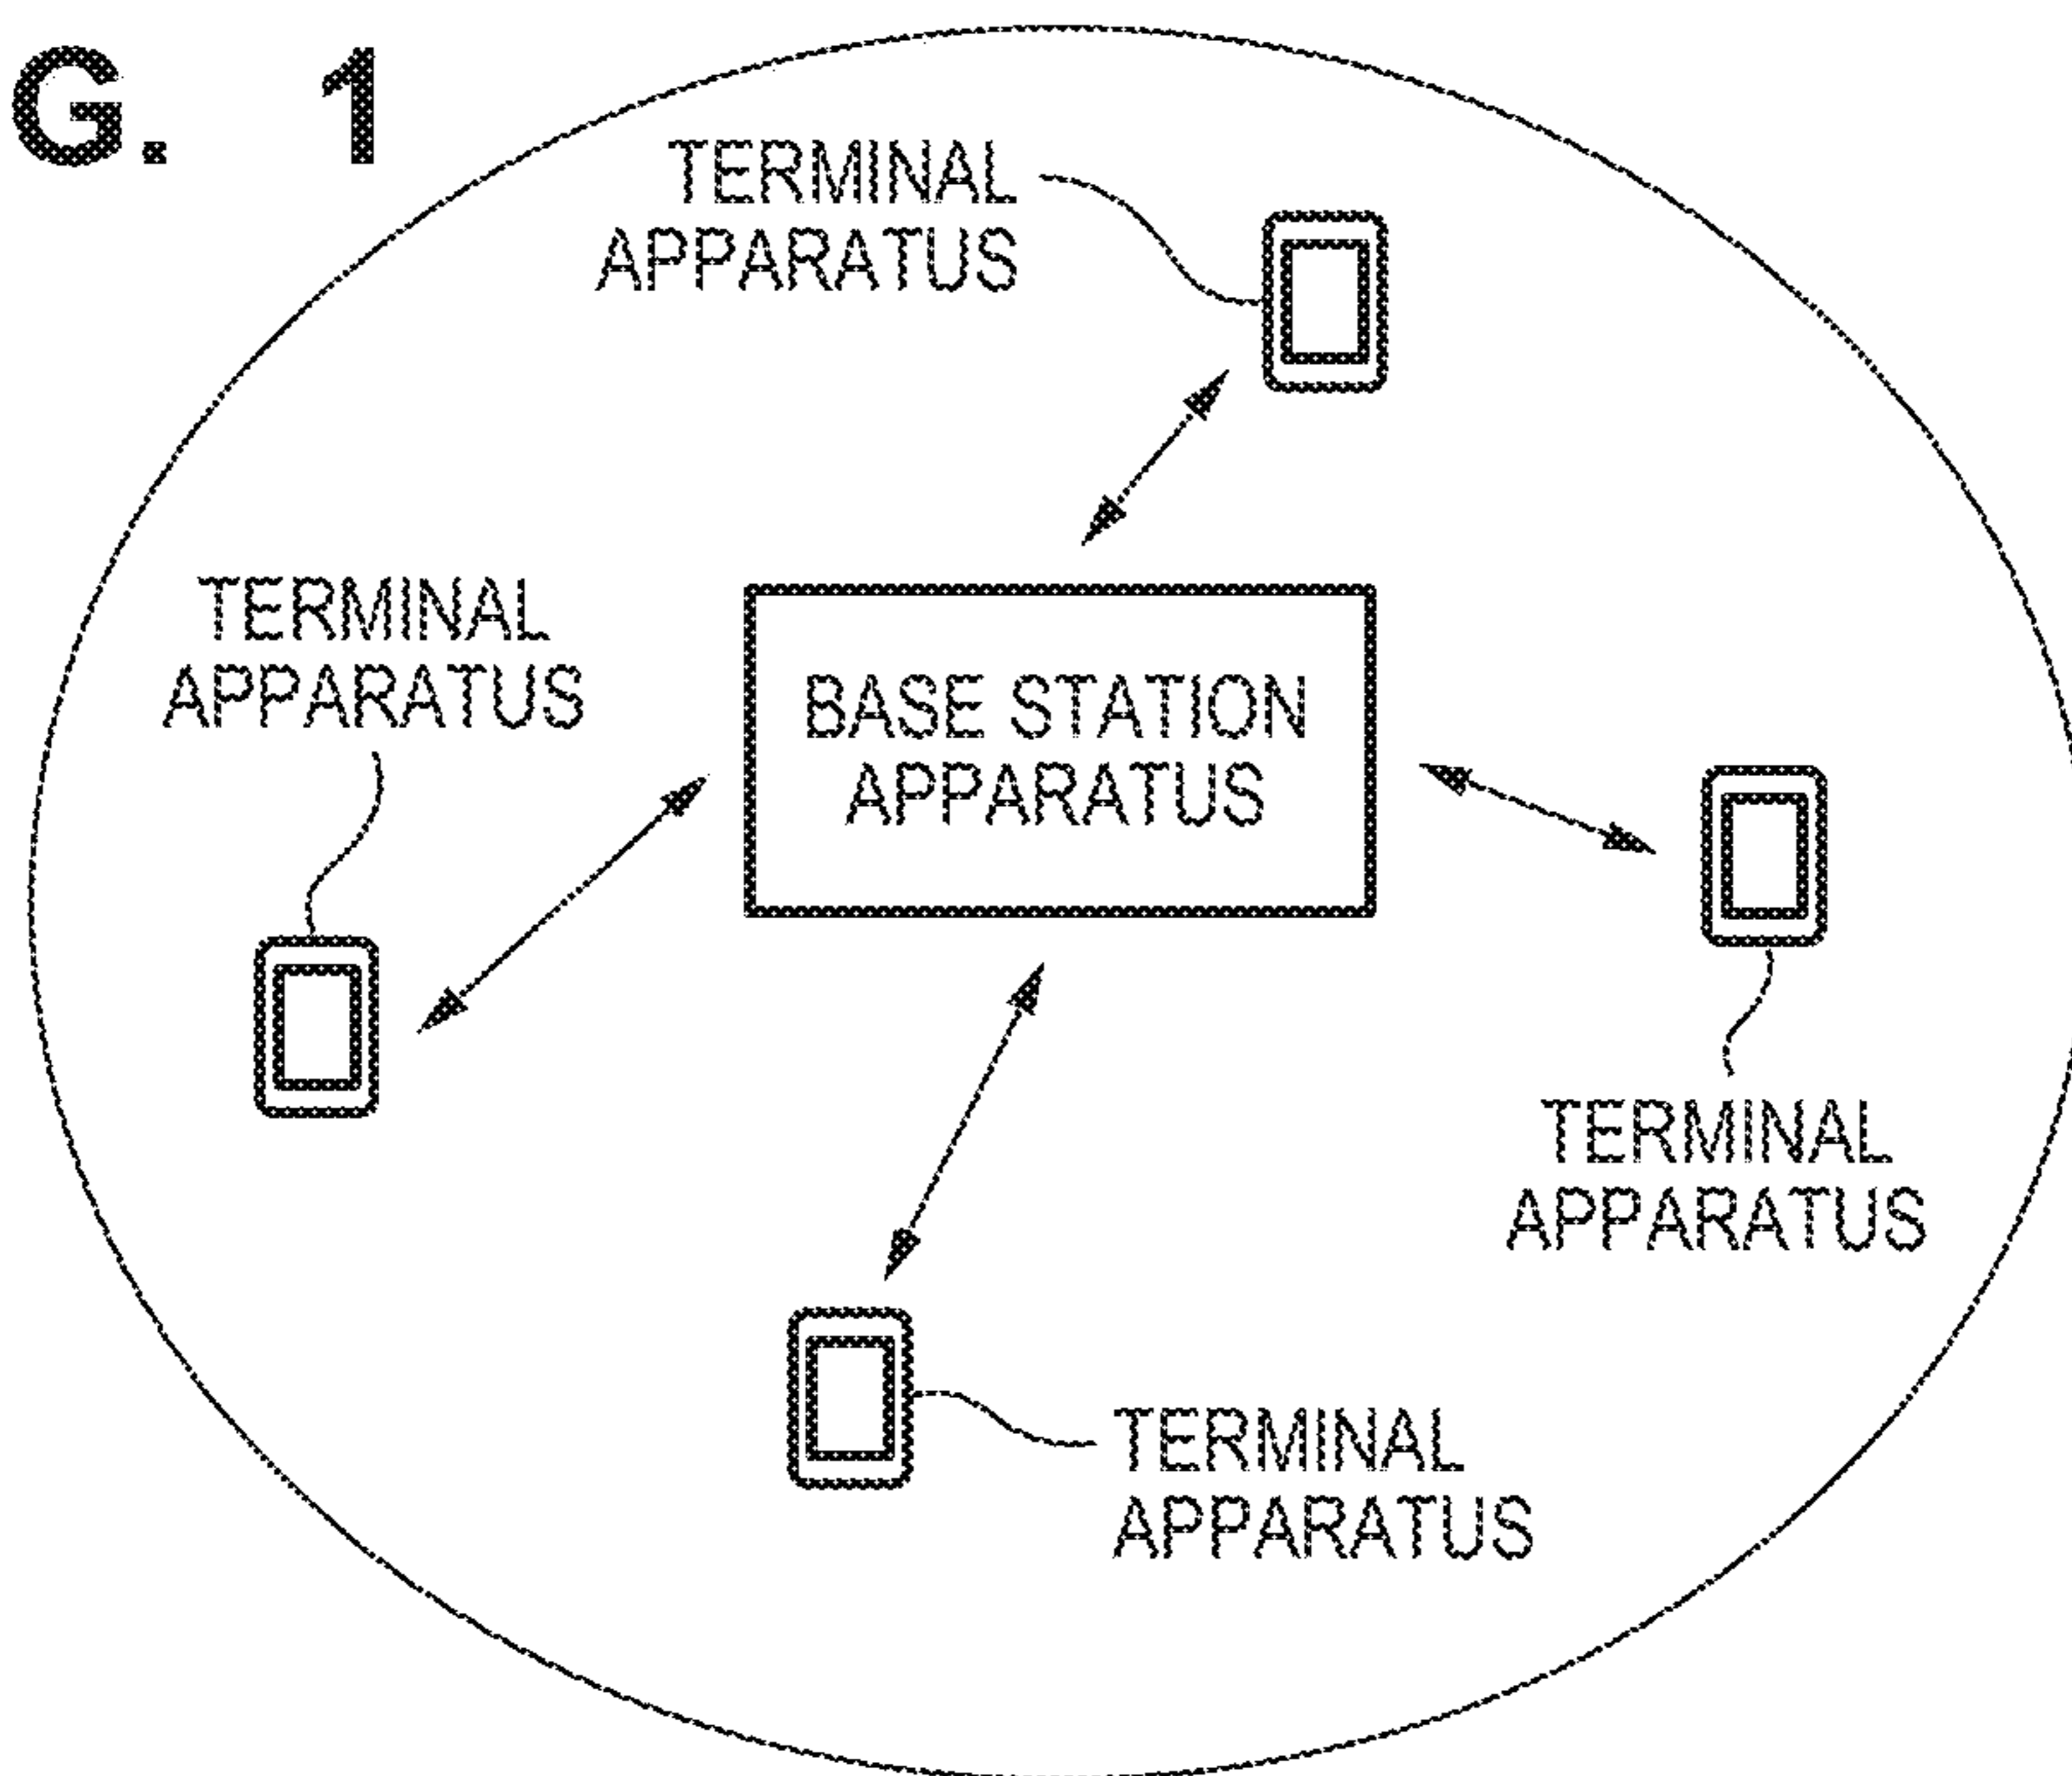 G. 1
TERMINAL
APPARATUS
TERMINAL
APPARATUS
BASE STATION
APPARATUS
TERMINAL
APPARATUS
TERMINAL
APPARATUS